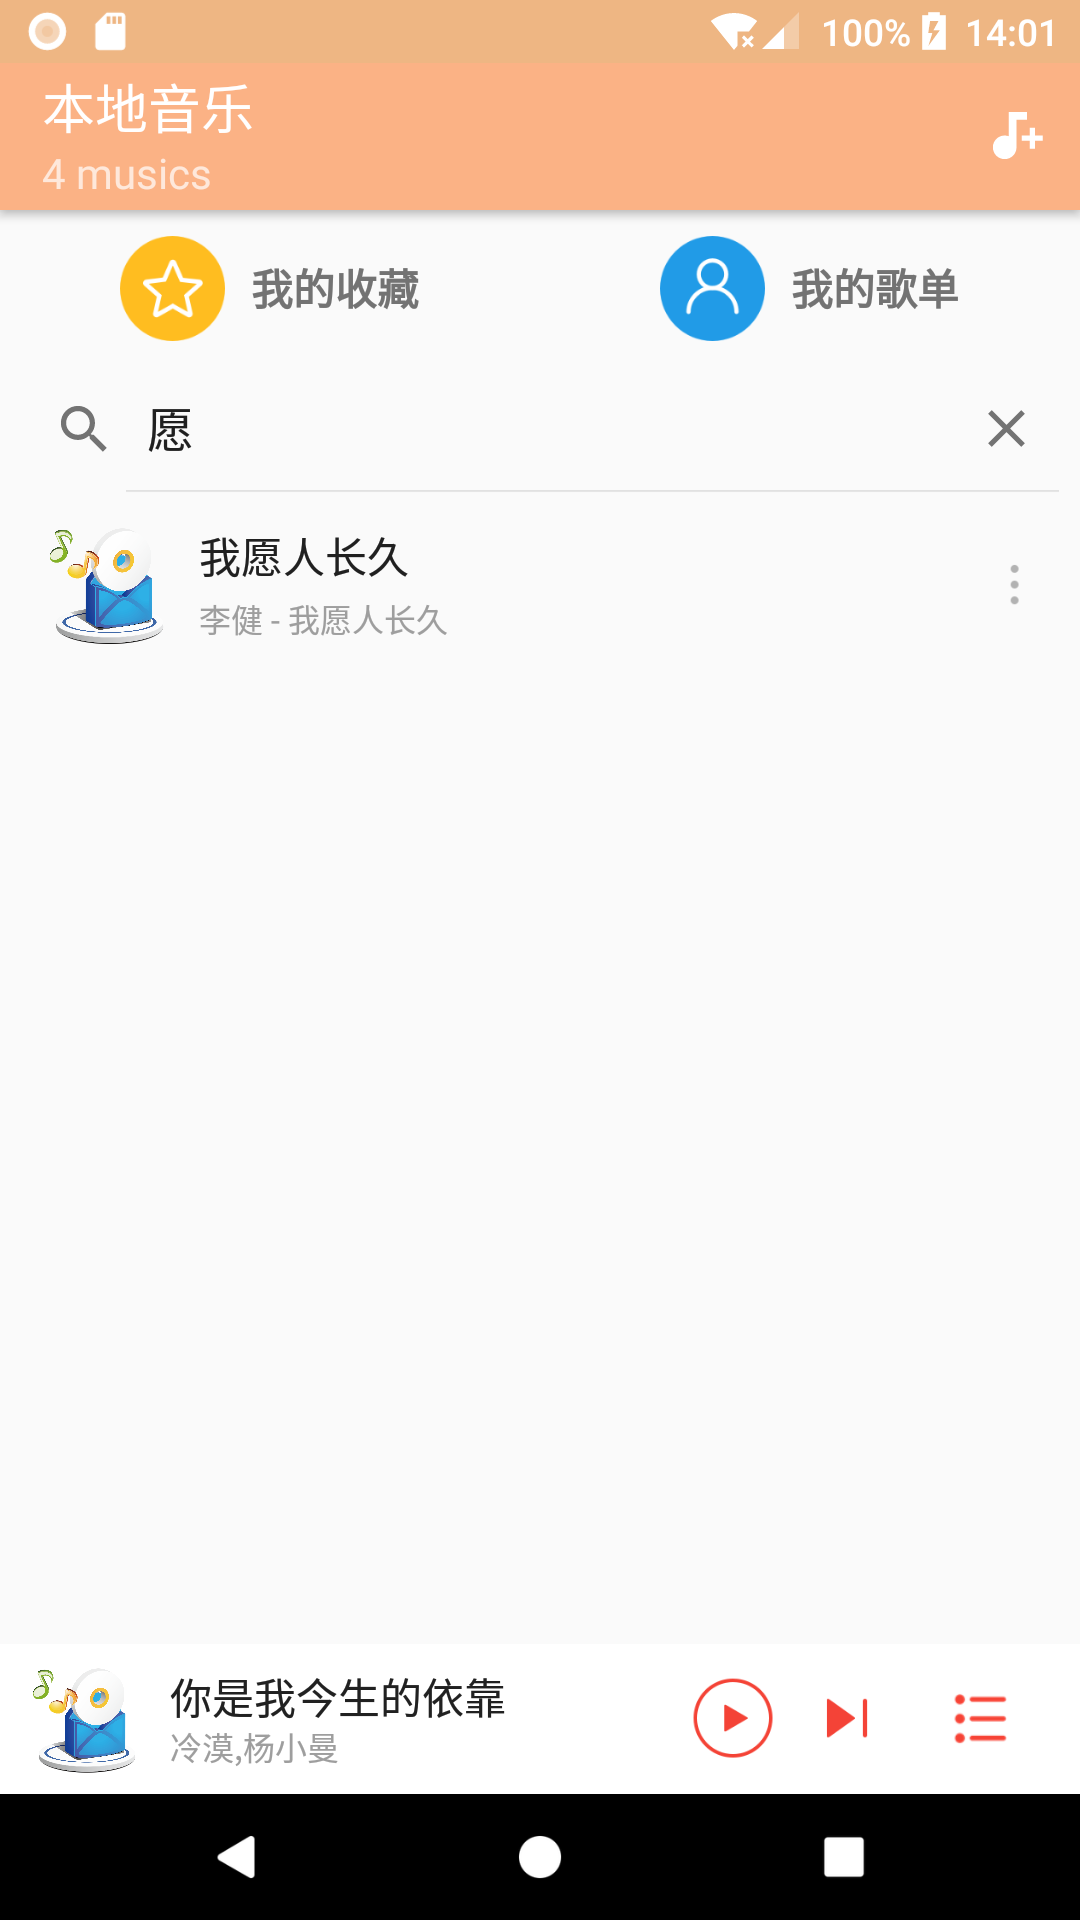 100% 14:01
本地音乐
4 musics
我的收藏 我的歌单
愿
我愿人长久
李健 - 我愿人长久
你是我今生的依靠
冷漠,杨小曼